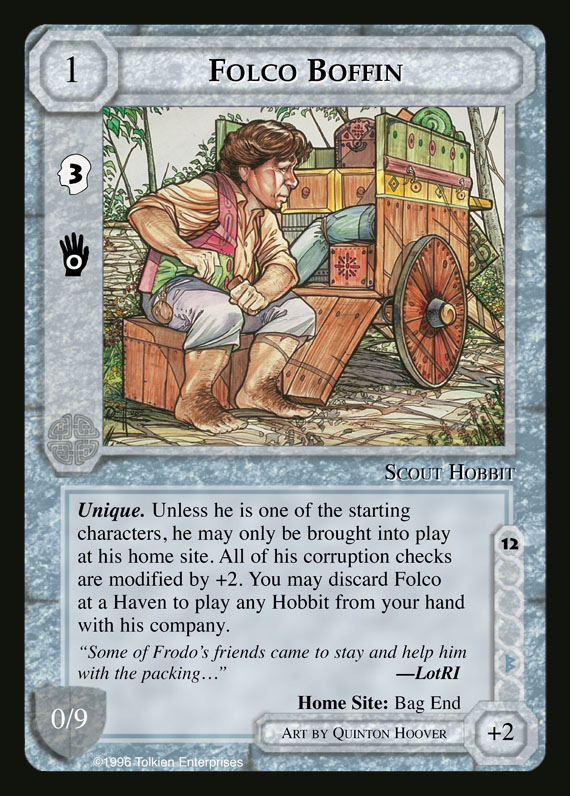 1
FOLCO BOFFIN
3
0
SCOUT HOBBIT
Unique. Unless he is one of the starting
characters, he may only be brought into play
at his home site. All of his corruption checks
are modified by +2. You may discard Folco
at a Haven to play any Hobbit from your hand
with his company.
“Some of Frodo’s friends came to stay and help him
with the packing…” —LotRI
12
Home Site: Bag End
0/9
ART BY QUINTON HOOVER
+2
©1996 Tolkien Enterprises